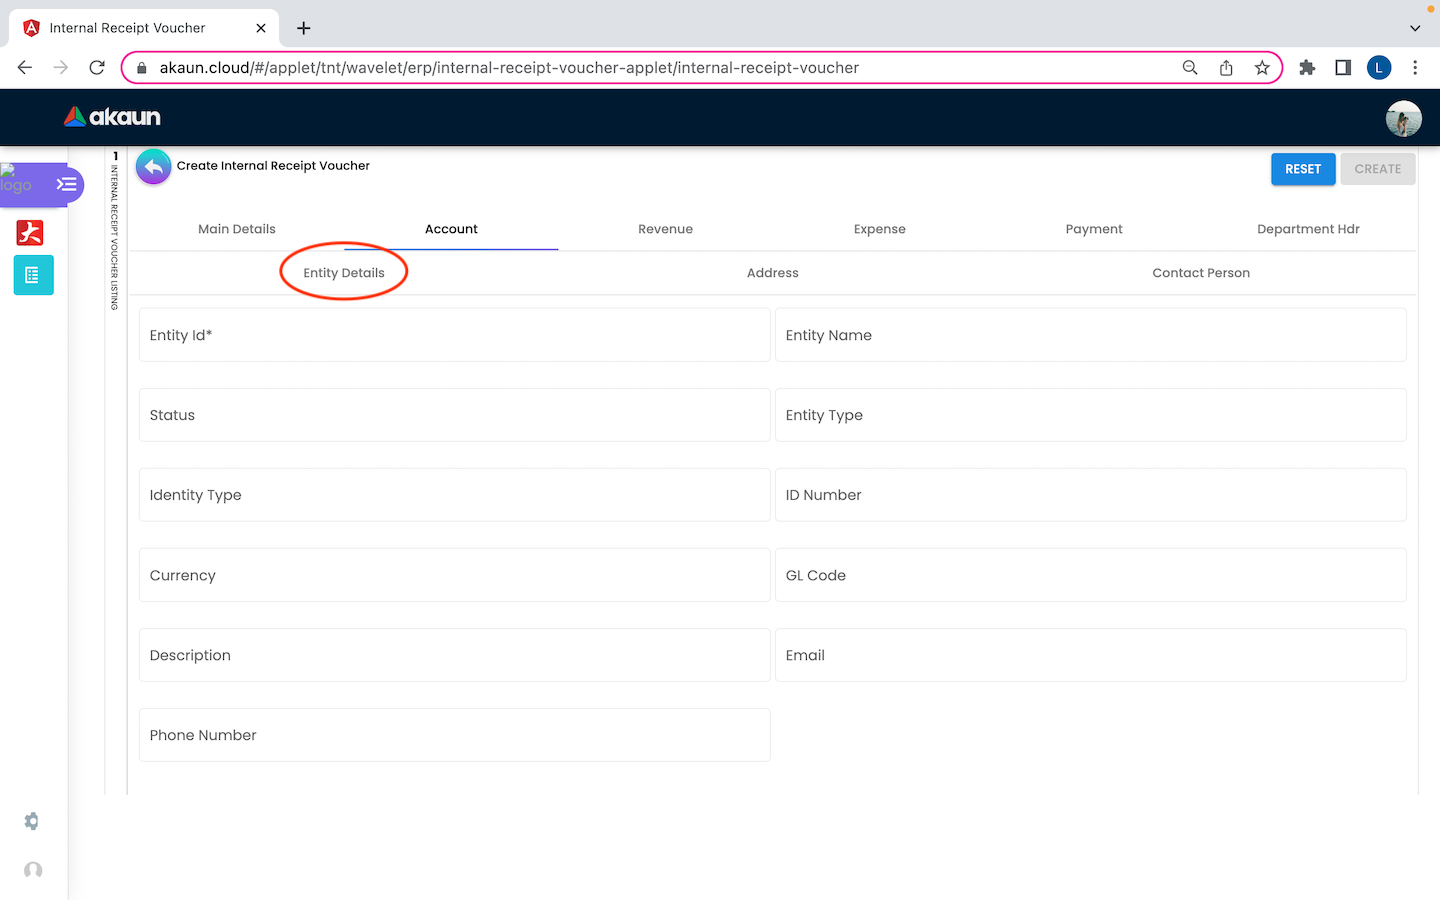 Internal Receipt Voucher
akaun.cloud/#/applet/tnt/wavelet/erp/internal-receipt-voucher-applet/internal-receipt-voucher
L
akaun
logo
1 INTERNAL RECEIPT VOUCHER LISTING
Create Internal Receipt Voucher
RESET CREATE
Main Details Account Revenue Expense Payment Department Hdr
Entity Details Address Contact Person
Entity Id* Entity Name
Status Entity Type
Identity Type ID Number
Currency GL Code
Description Email
Phone Number